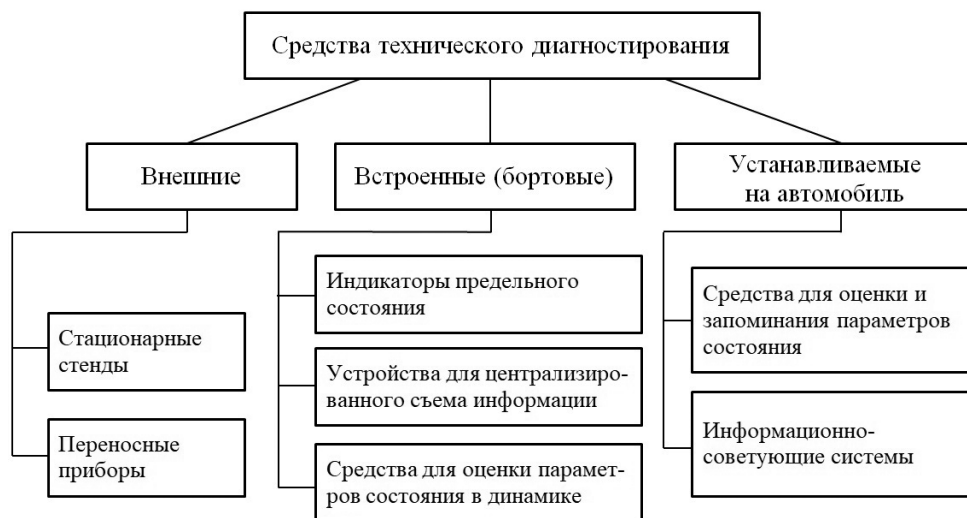 Средства технического диагностирования
Внешние
Встроенные (бортовые)
Устанавливаемые
на автомобиль
Стационарные
стенды
Переносные
приборы
Индикаторы предельного
состояния
Устройства для централизиро-
ванного съема информации
Средства для оценки парамет-
ров состояния в динамике
Средства для оценки и
запоминания параметров
состояния
Информационно-
советующие системы